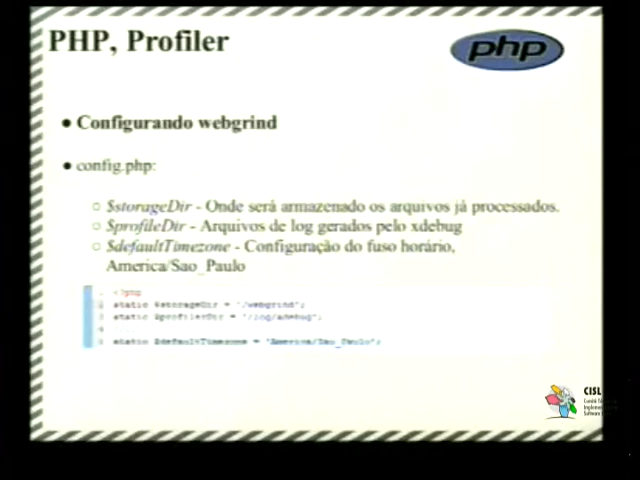 PHP, Profiler
php
● Configurando webgrind
● config.php:
○ $storageDir - Onde será armazenado os arquivos já processados.
○ $profileDir - Arquivos de log gerados pelo xdebug
○ $defaultTimezone - Configuração do fuso horário,
America/Sao_Paulo
<?php
static $storageDir = "/webgrind";
static $profilerDir =
static $defaultTimezone = "America/Sao_Paulo";
CISL